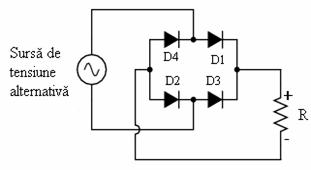 Sursă de
tensiune
alternativă
D4
D1
D2
D3
+
R
-